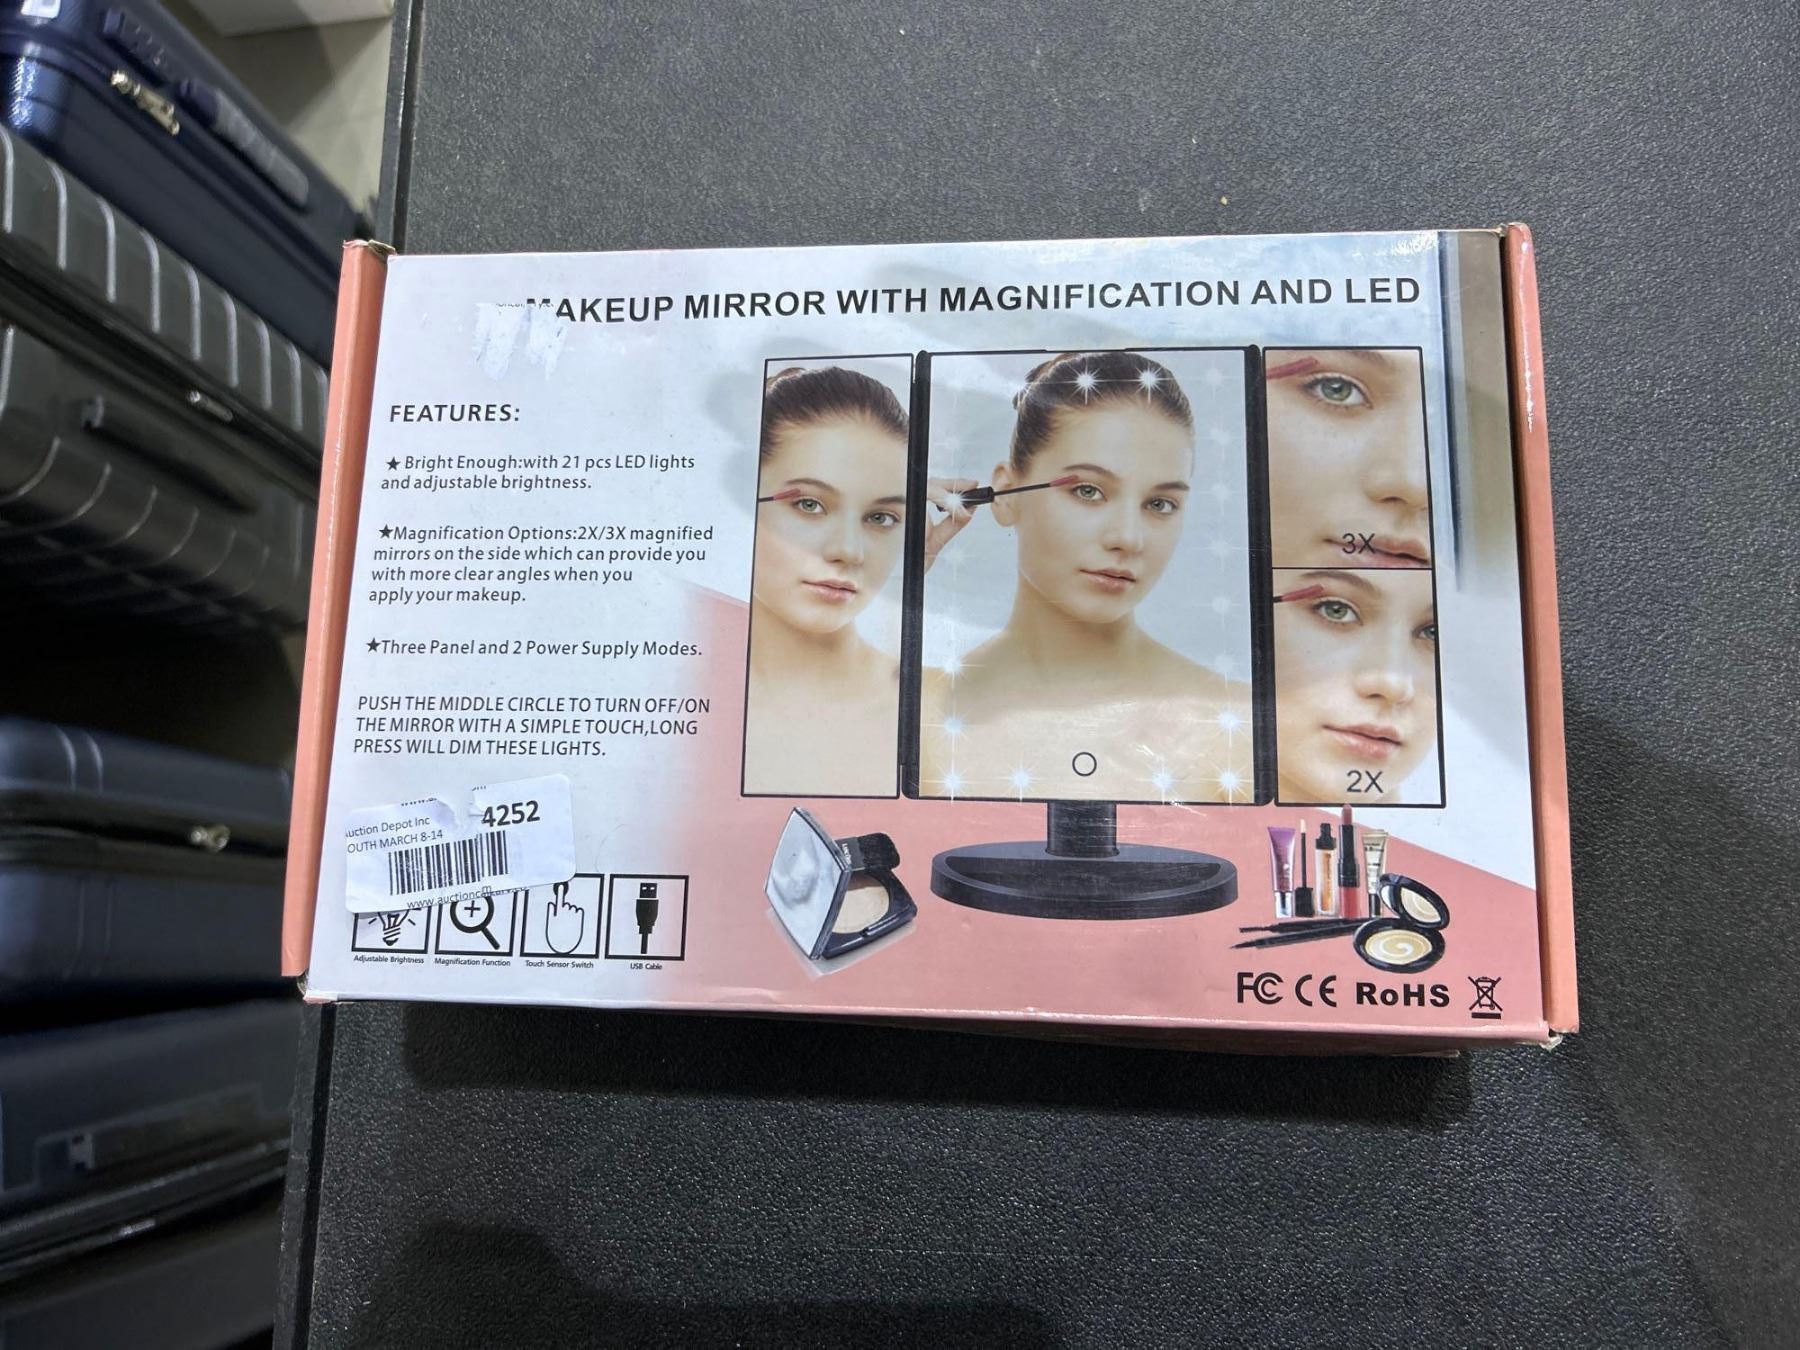 MAKEUP MIRROR WITH MAGNIFICATION AND LED
FEATURES:
★ Bright Enough:with 21 pcs LED lights
and adjustable brightness.
★Magnification Options:2X/3X magnified
mirrors on the side which can provide you
with more clear angles when you
apply your makeup.
★Three Panel and 2 Power Supply Modes.
PUSH THE MIDDLE CIRCLE TO TURN OFF/ON
THE MIRROR WITH A SIMPLE TOUCH,LONG
PRESS WILL DIM THESE LIGHTS.
3X
2X
4252
uction Depot Inc
OUTH MARCH 8-14
Adjustable Brightness
Magnification Function
Touch Sensor Switch
USB Cable
FC CE RoHS